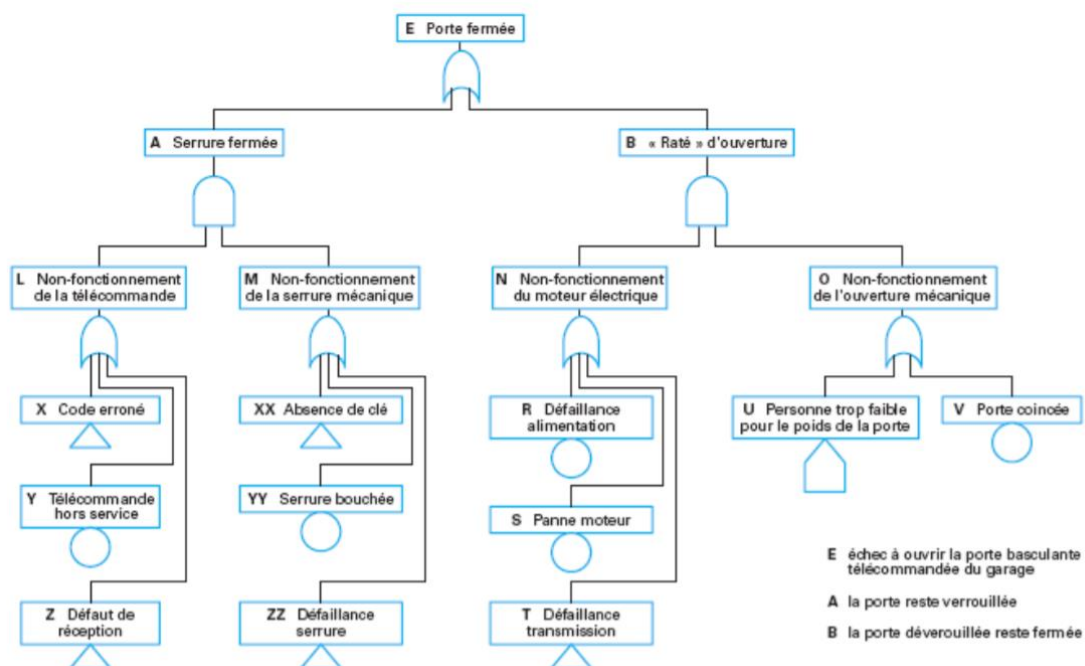 E Porte fermée
A Serrure fermée
B « Raté » d'ouverture
L Non-fonctionnement
de la télécommande
M Non-fonctionnement
de la serrure mécanique
N Non-fonctionnement
du moteur électrique
O Non-fonctionnement
de l'ouverture mécanique
X Code erroné
XX Absence de clé
R Défaillance
alimentation
U Personne trop faible
pour le poids de la porte
V Porte coincée
Y Télécommande
hors service
YY Serrure bouchée
S Panne moteur
Z Défaut de
réception
ZZ Défaillance
serrure
T Défaillance
transmission
E échec à ouvrir la porte basculante
télécommandée du garage
A la porte reste verrouillée
B la porte déverouillée reste fermée